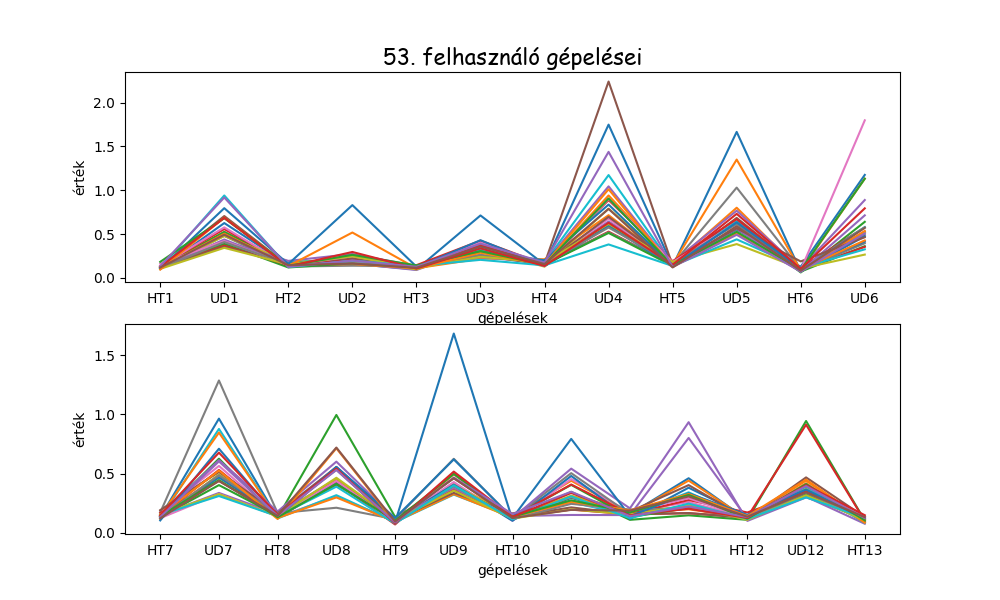 53. felhasználó gépelései
2.0
1.5
1.0
0.5
0.0
érték
HT1 UD1 HT2 UD2 HT3 UD3 HT4 UD4 HT5 UD5 HT6 UD6
gépelések
1.5
1.0
0.5
0.0
érték
HT7 UD7 HT8 UD8 HT9 UD9 HT10 UD10 HT11 UD11 HT12 UD12 HT13
gépelések